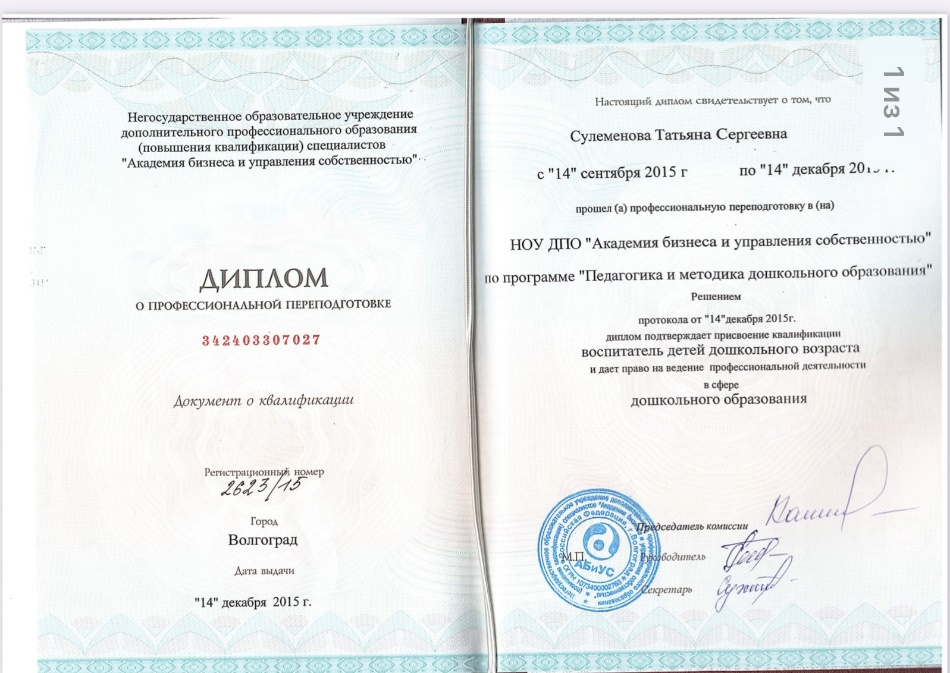 Негосударственное образовательное учреждение
дополнительного профессионального образования
(повышения квалификации) специалистов
"Академия бизнеса и управления собственностью"
ДИПЛОМ
О ПРОФЕССИОНАЛЬНОЙ ПЕРЕПОДГОТОВКЕ
342403307027
Документ о квалификации
Регистрационный номер
2623/15
Город
Волгоград
Дата выдачи
"14" декабря 2015 г.
1 из 1
Настоящий диплом свидетельствует о том, что
Сулеменова Татьяна Сергеевна
с "14" сентября 2015 г по "14" декабря
прошел (а) профессиональную переподготовку в (на)
НОУ ДПО "Академия бизнеса и управления собственностью"
по программе "Педагогика и методика дошкольного образования"
Решением
протокола от "14"декабря 2015г.
диплом подтверждает присвоение квалификации
воспитатель детей дошкольного возраста
и дает право на ведение профессиональной деятельности
в сфере
дошкольного образования
Председатель комиссии
М.П. Руководитель
Секретарь
АБиУС